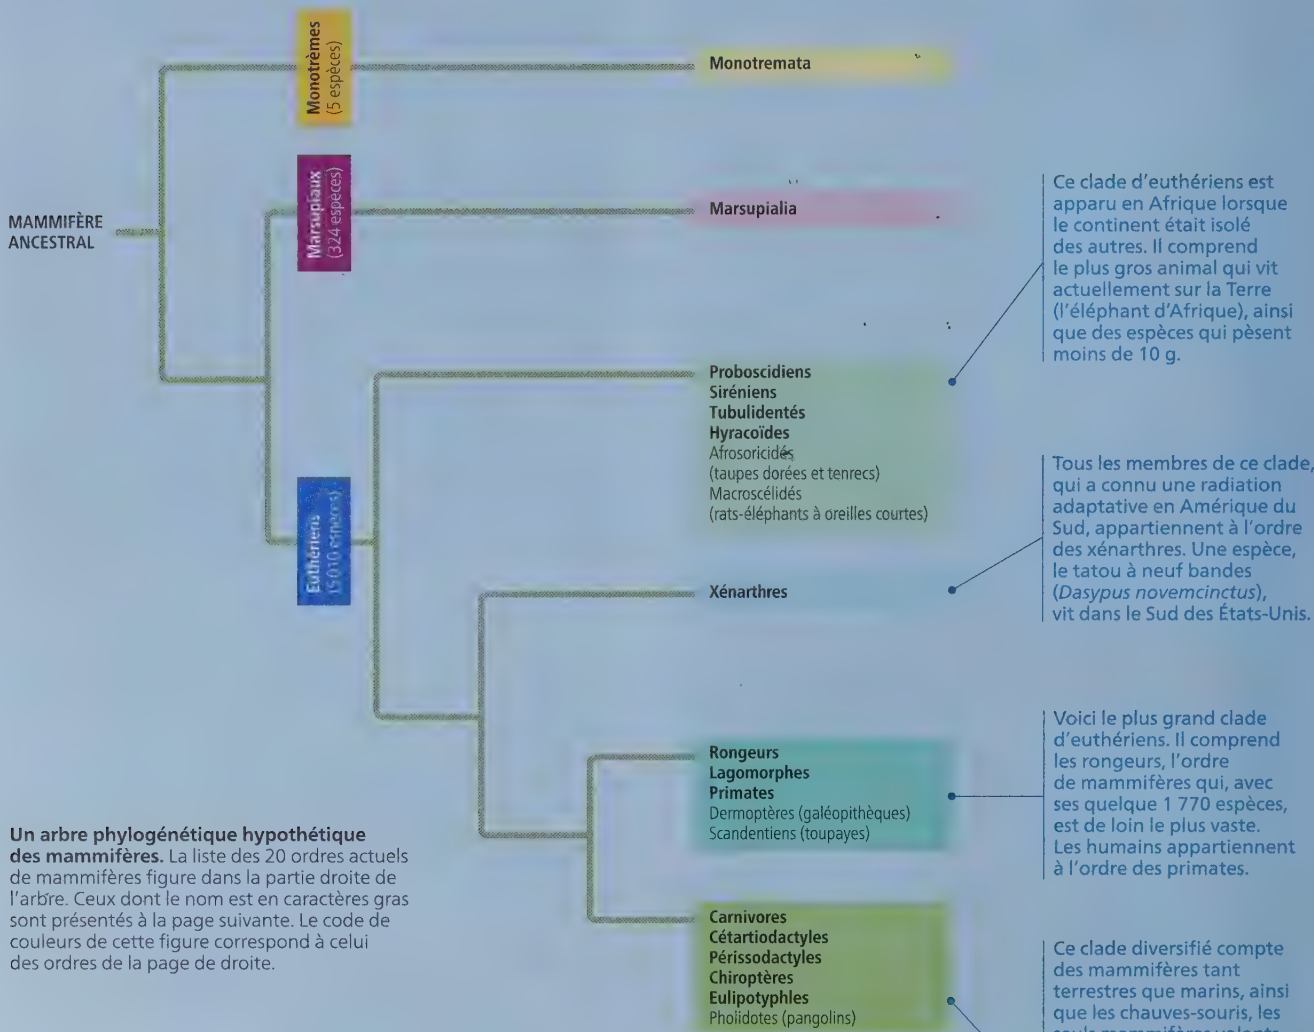 Monotrèmes
(5 espèces)
Monotremata
Marsupiaux
(324 espèces)
Marsupialia
MAMMIFÈRE
ANCESTRAL
Ce clade d'euthériens est
apparu en Afrique lorsque
le continent était isolé
des autres. Il comprend
le plus gros animal qui vit
actuellement sur la Terre
(l'éléphant d'Afrique), ainsi
que des espèces qui pèsent
moins de 10 g.
Proboscidiens
Siréniens
Tubulidentés
Hyracoïdes
Afrosoricidés
(taupes dorées et tenrecs)
Macroscélidés
(rats-éléphants à oreilles courtes)
Euthériens
(5 010 espèces)
Tous les membres de ce clade,
qui a connu une radiation
adaptative en Amérique du
Sud, appartiennent à l'ordre
des xénarthres. Une espèce,
le tatou à neuf bandes
(Dasypus novemcinctus),
vit dans le Sud des États-Unis.
Xénarthres
Rongeurs
Lagomorphes
Primates
Dermoptères (galéopithèques)
Scandentiens (toupayes)
Voici le plus grand clade
d'euthériens. Il comprend
les rongeurs, l'ordre
de mammifères qui, avec
ses quelque 1 770 espèces,
est de loin le plus vaste.
Les humains appartiennent
à l'ordre des primates.
Un arbre phylogénétique hypothétique
des mammifères. La liste des 20 ordres actuels
de mammifères figure dans la partie droite de
l'arbre. Ceux dont le nom est en caractères gras
sont présentés à la page suivante. Le code de
couleurs de cette figure correspond à celui
des ordres de la page de droite.
Carnivores
Cétartiodactyles
Périssodactyles
Chiroptères
Eulipotyphles
Pholidotes (pangolins)
Ce clade diversifié compte
des mammifères tant
terrestres que marins, ainsi
que les chauves-souris, les
seuls mammifères volants